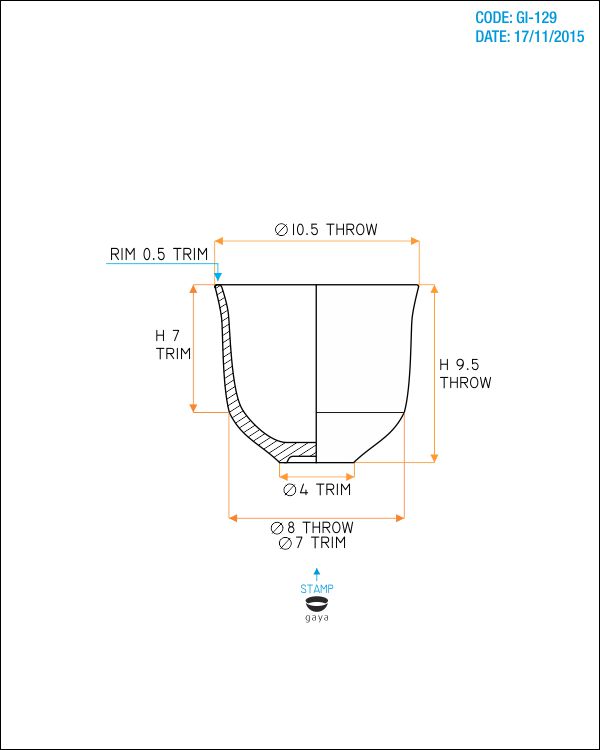 CODE: GI-129
DATE: 17/11/2015
∅10.5 THROW
RIM 0.5 TRIM
H 7
TRIM
H 9.5
THROW
∅4 TRIM
∅8 THROW
∅7 TRIM
STAMP
gaya